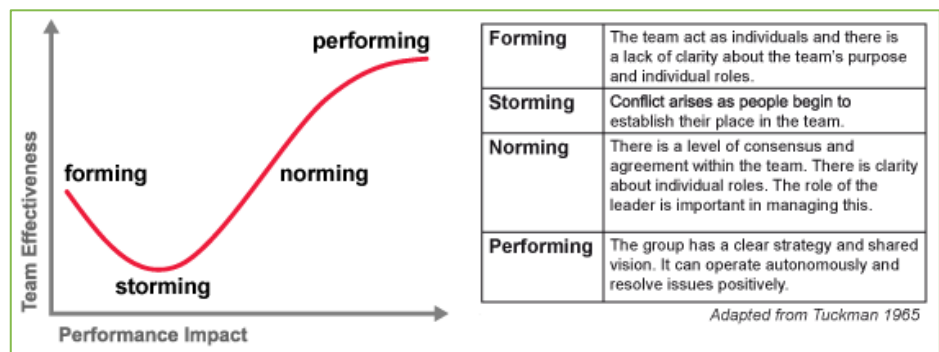 performing
forming
norming
storming
Team Effectiveness
Performance Impact
Forming
The team act as individuals and there is
a lack of clarity about the team's purpose
and individual roles.
Storming
Conflict arises as people begin to
establish their place in the team.
Norming
There is a level of consensus and
agreement within the team. There is clarity
about individual roles. The role of the
leader is important in managing this.
Performing
The group has a clear strategy and shared
vision. It can operate autonomously and
resolve issues positively.
Adapted from Tuckman 1965